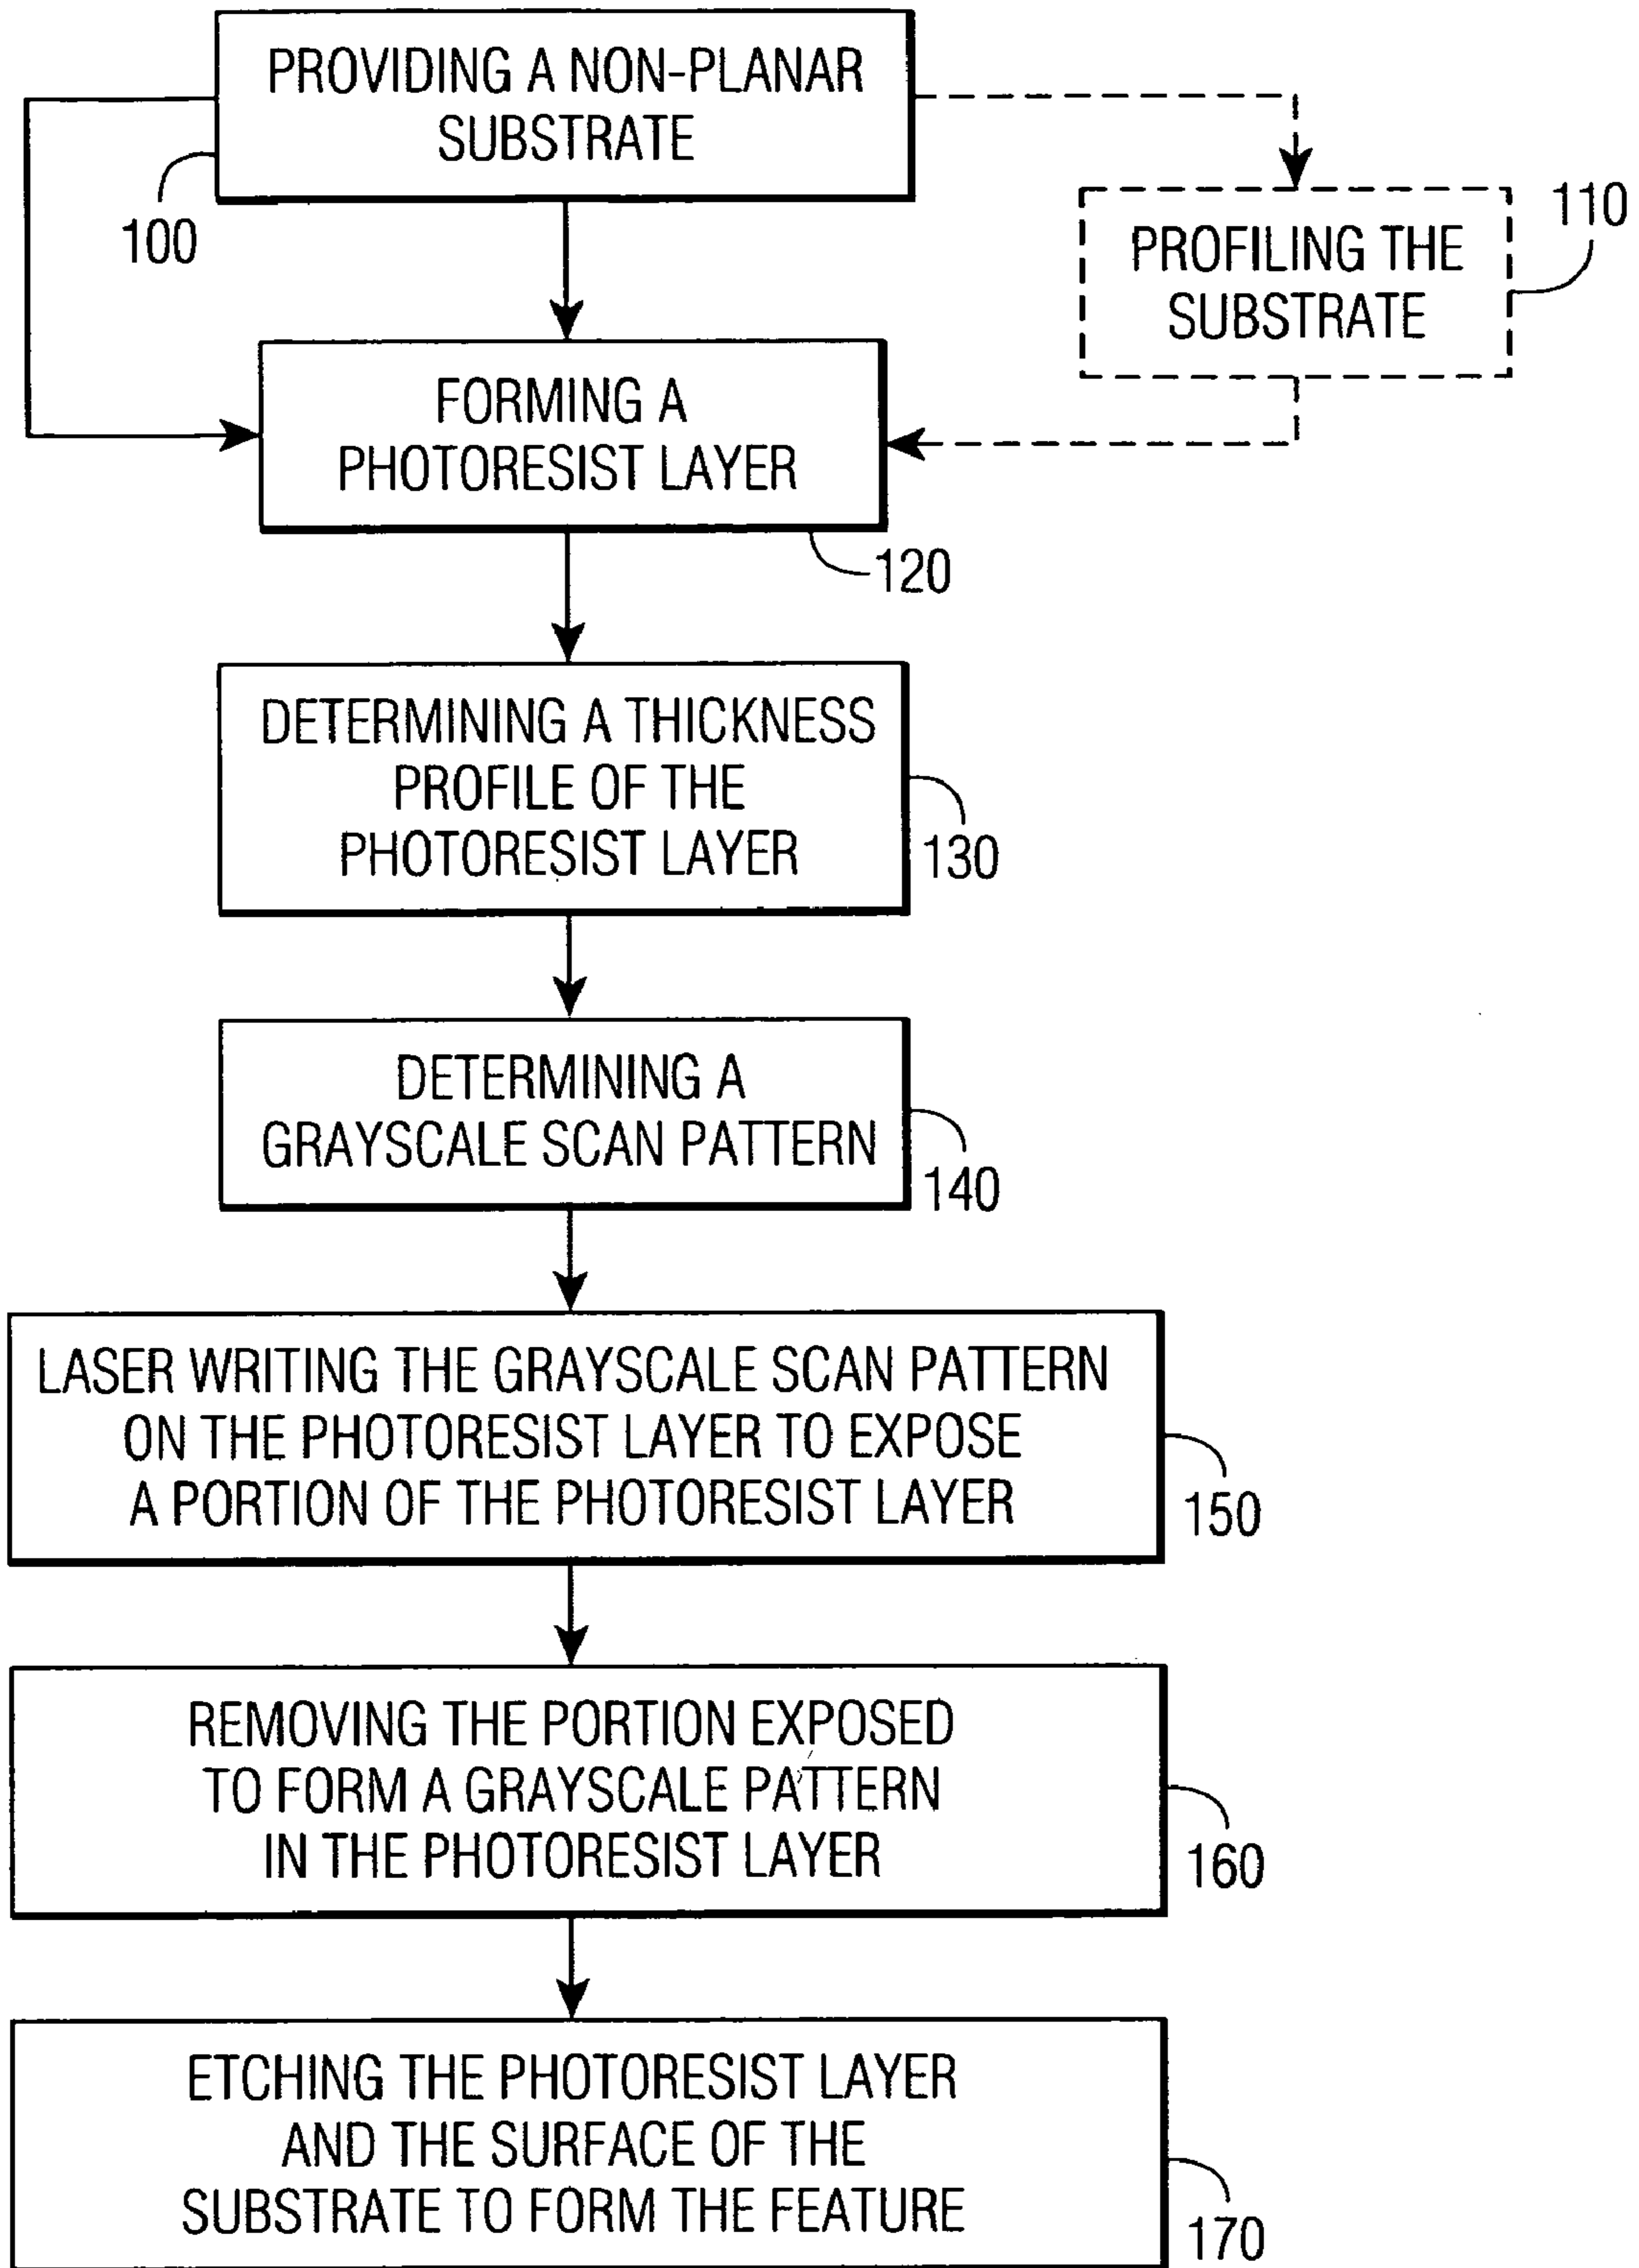 PROVIDING A NON-PLANAR
SUBSTRATE
100
PROFILING THE
SUBSTRATE
110
FORMING A
PHOTORESIST LAYER
120
DETERMINING A THICKNESS
PROFILE OF THE
PHOTORESIST LAYER
130
DETERMINING A
GRAYSCALE SCAN PATTERN
140
LASER WRITING THE GRAYSCALE SCAN PATTERN
ON THE PHOTORESIST LAYER TO EXPOSE
A PORTION OF THE PHOTORESIST LAYER
150
REMOVING THE PORTION EXPOSED
TO FORM A GRAYSCALE PATTERN
IN THE PHOTORESIST LAYER
160
ETCHING THE PHOTORESIST LAYER
AND THE SURFACE OF THE
SUBSTRATE TO FORM THE FEATURE
170